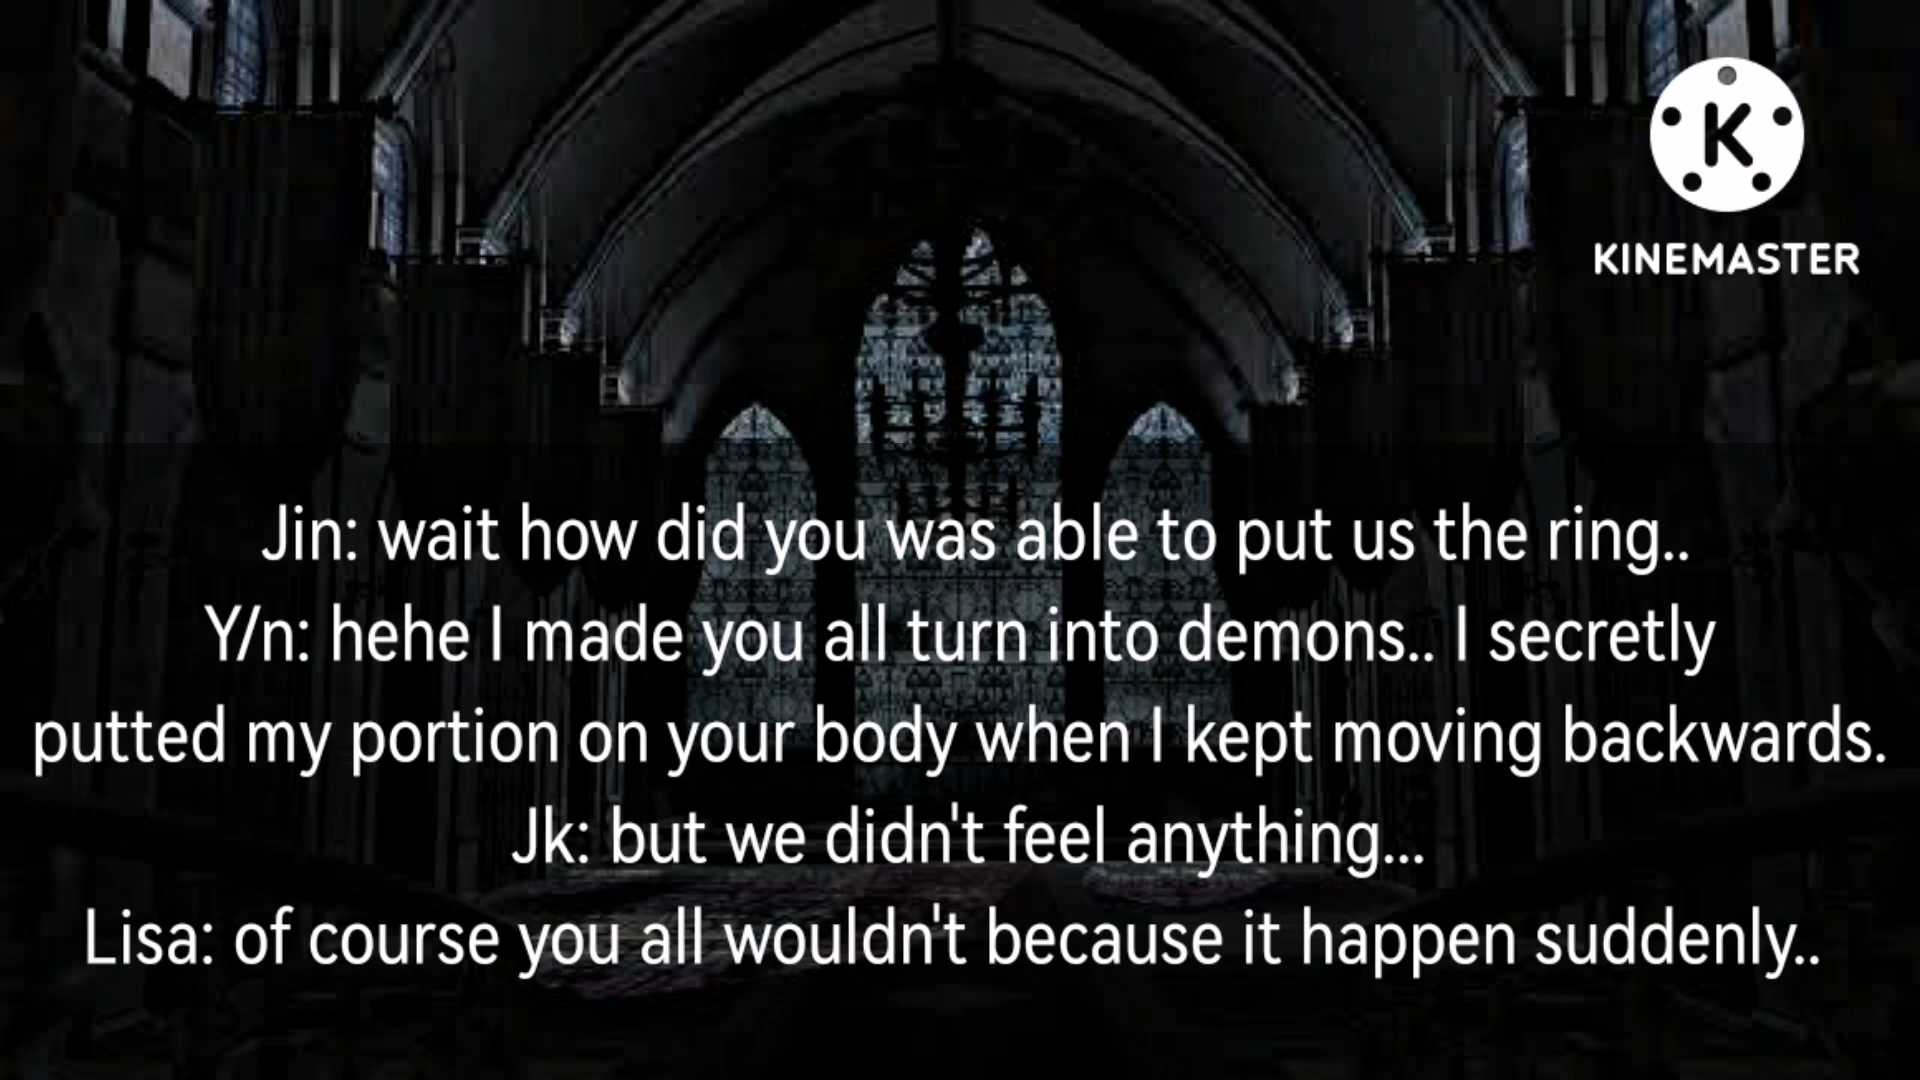 K
KINEMASTER
Jin: wait how did you was able to put us the ring..
Y/n: hehe I made you all turn into demons.. I secretly
putted my portion on your body when I kept moving backwards.
Jk: but we didn't feel anything...
Lisa: of course you all wouldn't because it happen suddenly..